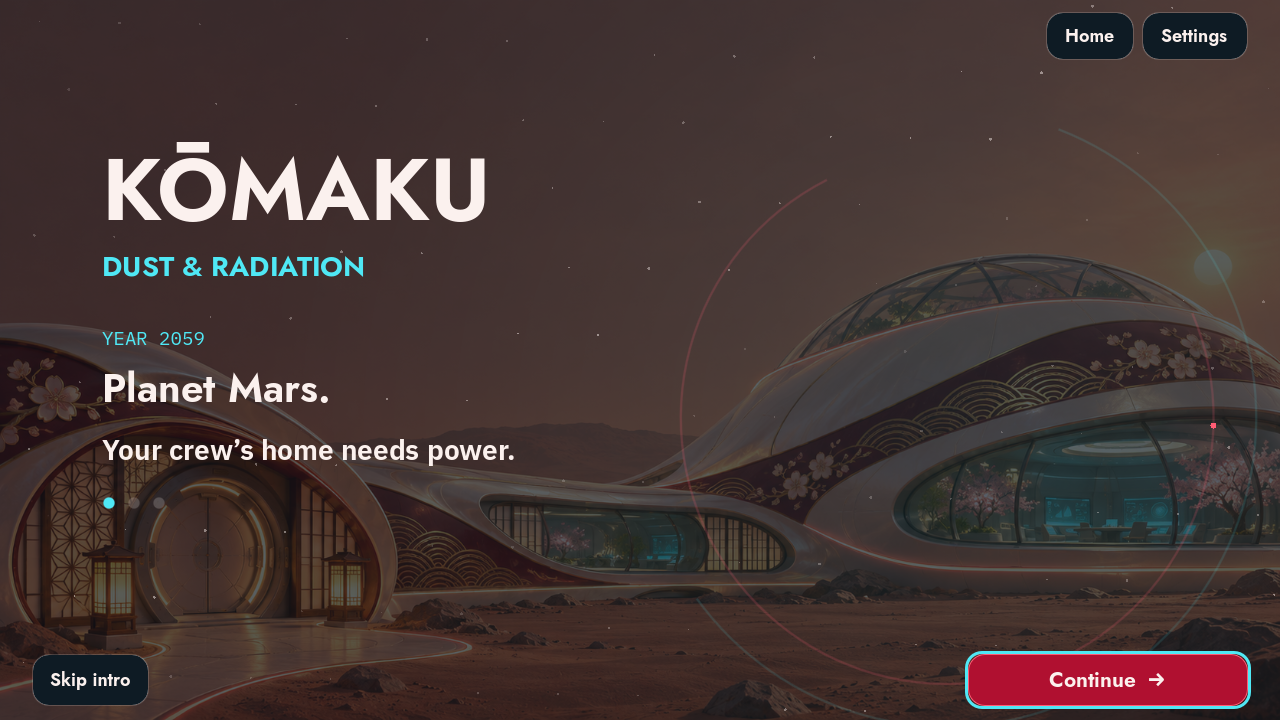 Home
Settings
KŌMAKU
DUST & RADIATION
YEAR 2059
Planet Mars.
Your crew’s home needs power.
Skip intro
Continue →